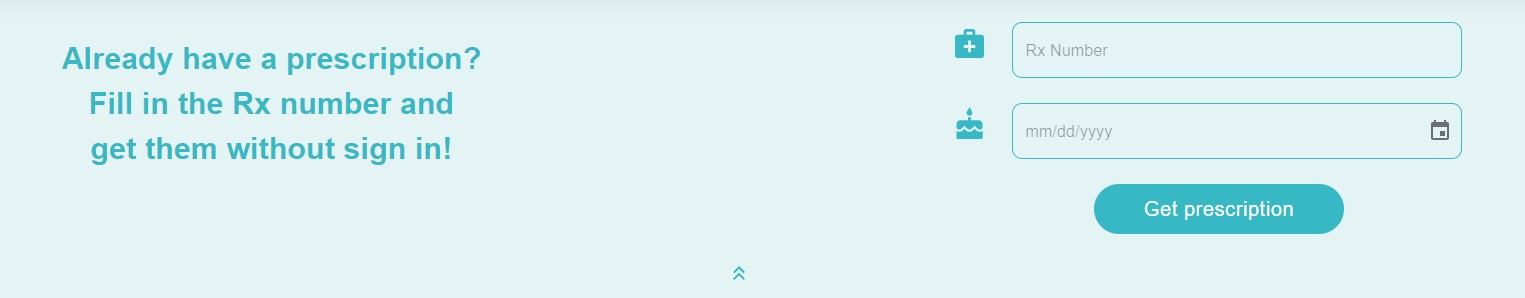 Already have a prescription?
Fill in the Rx number and
get them without sign in!
Rx Number
mm/dd/yyyy
Get prescription